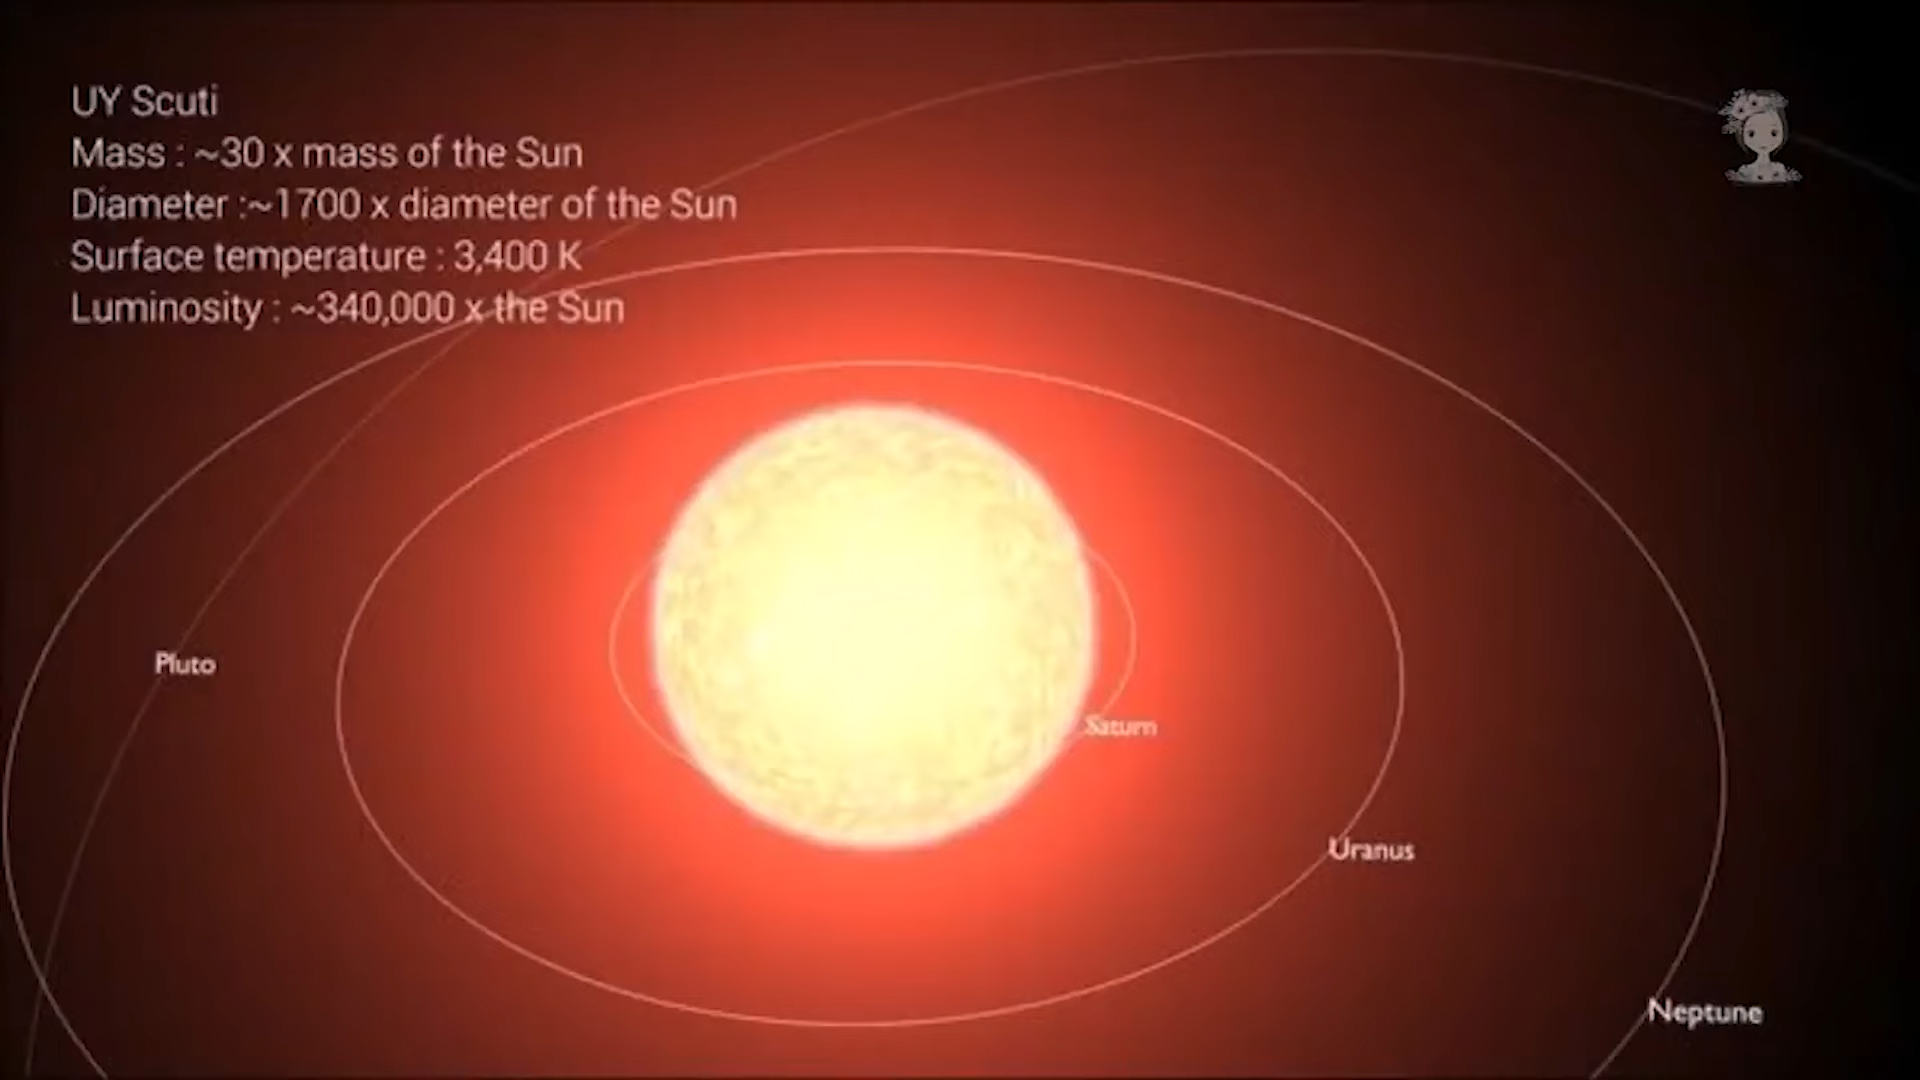 UY Scuti
Mass : ~30 x mass of the Sun
Diameter :~1700 x diameter of the Sun
Surface temperature : 3,400 K
Luminosity : ~340,000 x the Sun
Pluto
Saturn
Uranus
Neptune